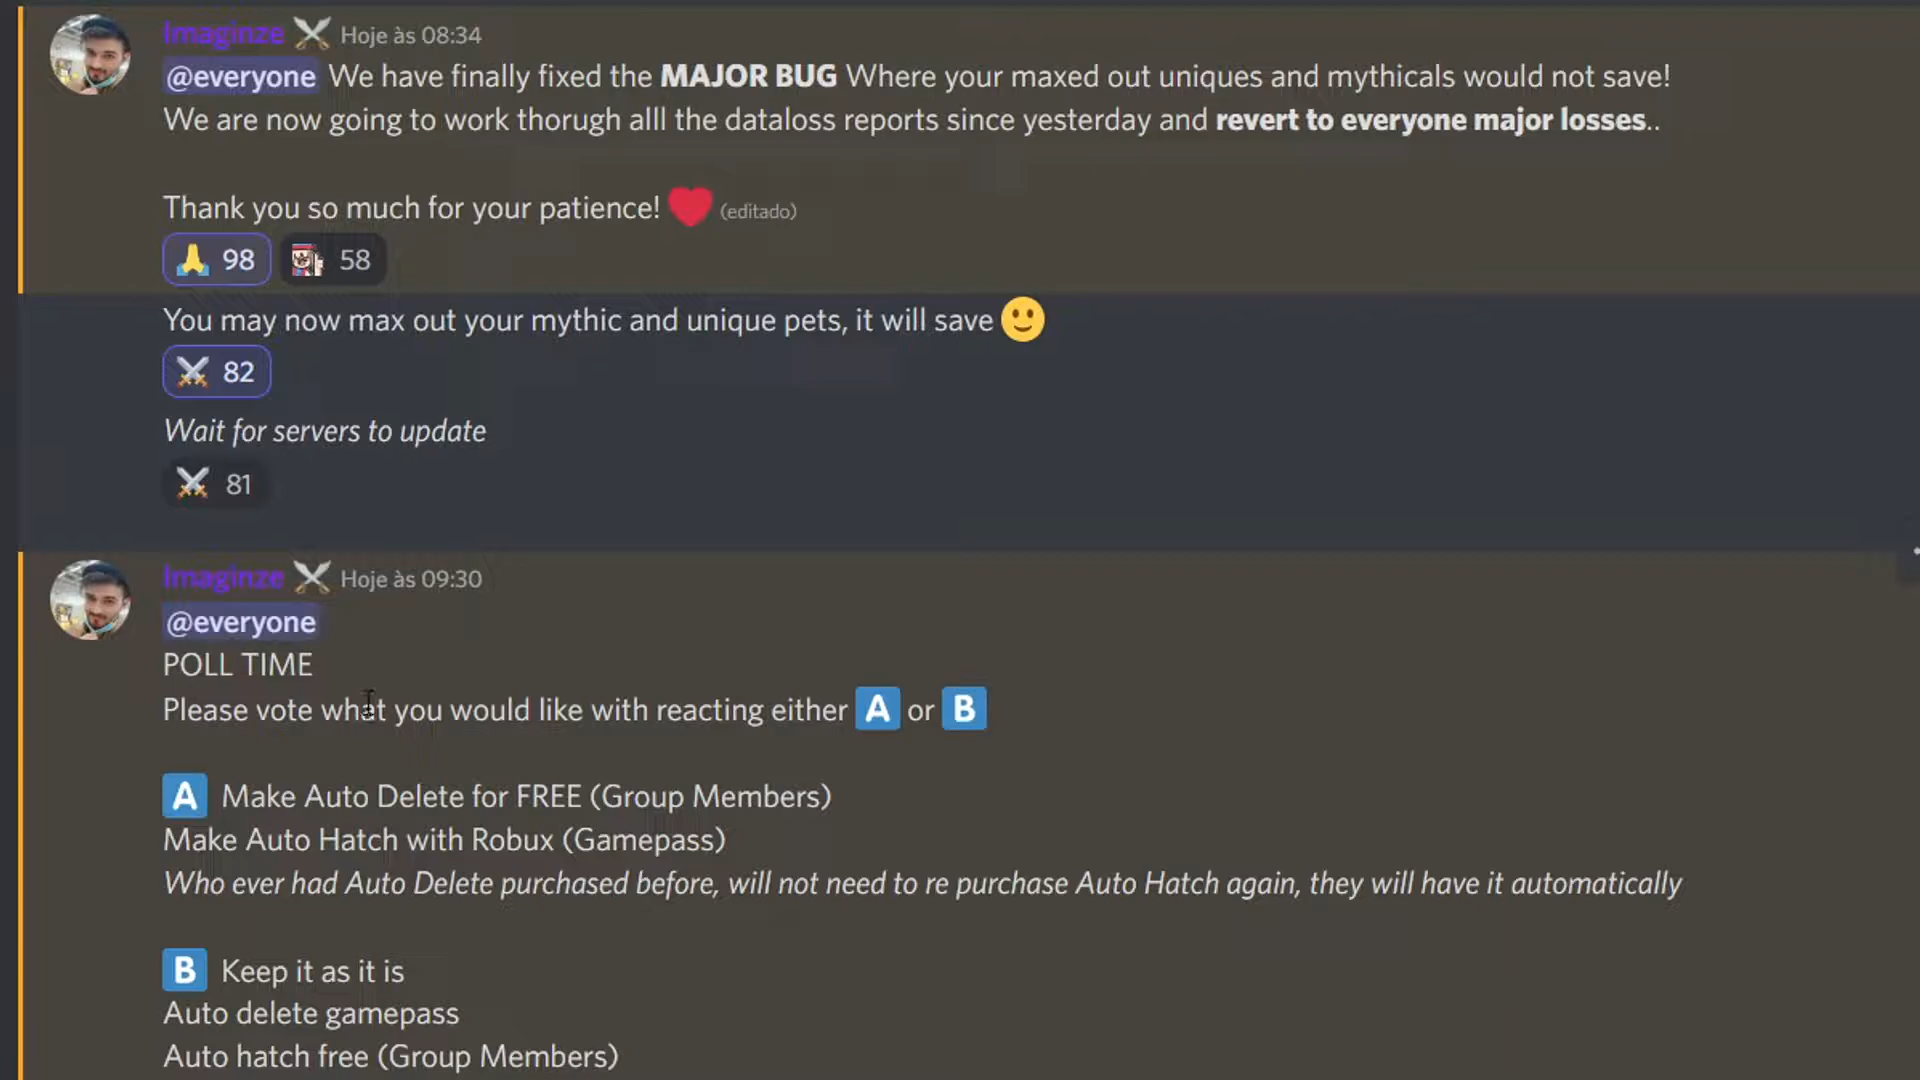 Imaginze Hoje às 08:34
@everyone We have finally fixed the MAJOR BUG Where your maxed out uniques and mythicals would not save!
We are now going to work thorugh alll the dataloss reports since yesterday and revert to everyone major losses..
Thank you so much for your patience! (editado)
98 58
You may now max out your mythic and unique pets, it will save
82
Wait for servers to update
81
Imaginze Hoje às 09:30
@everyone
POLL TIME
Please vote what you would like with reacting either A or B
A Make Auto Delete for FREE (Group Members)
Make Auto Hatch with Robux (Gamepass)
Who ever had Auto Delete purchased before, will not need to re purchase Auto Hatch again, they will have it automatically
B Keep it as it is
Auto delete gamepass
Auto hatch free (Group Members)